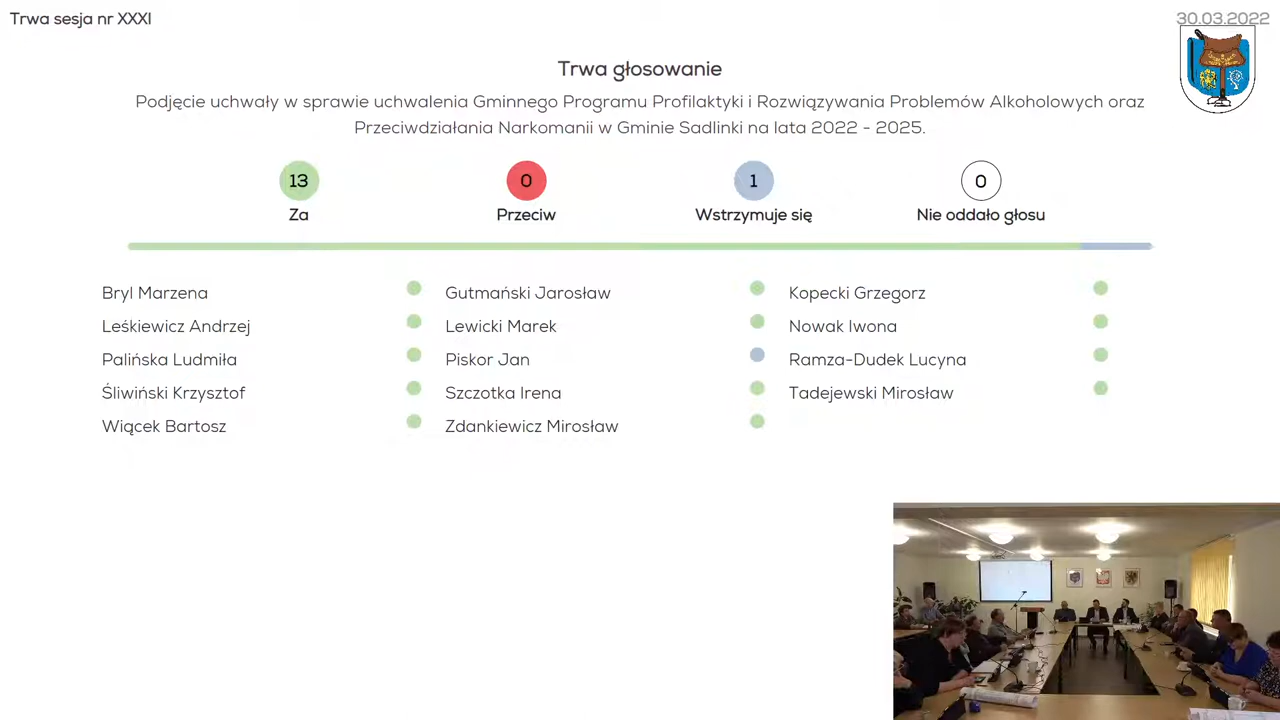 Trwa sesja nr XXXI
30.03.2022
Trwa głosowanie
Podjęcie uchwały w sprawie uchwalenia Gminnego Programu Profilaktyki i Rozwiązywania Problemów Alkoholowych oraz
Przeciwdziałania Narkomanii w Gminie Sadlinki na lata 2022 - 2025.
13 0 1 0
Za Przeciw Wstrzymuje się Nie oddało głosu
Bryl Marzena Gutmański Jarosław Kopecki Grzegorz
Leśkiewicz Andrzej Lewicki Marek Nowak Iwona
Palińska Ludmiła Piskor Jan Ramza-Dudek Lucyna
Śliwiński Krzysztof Szczotka Irena Tadejewski Mirosław
Wiącek Bartosz Zdankiewicz Mirosław